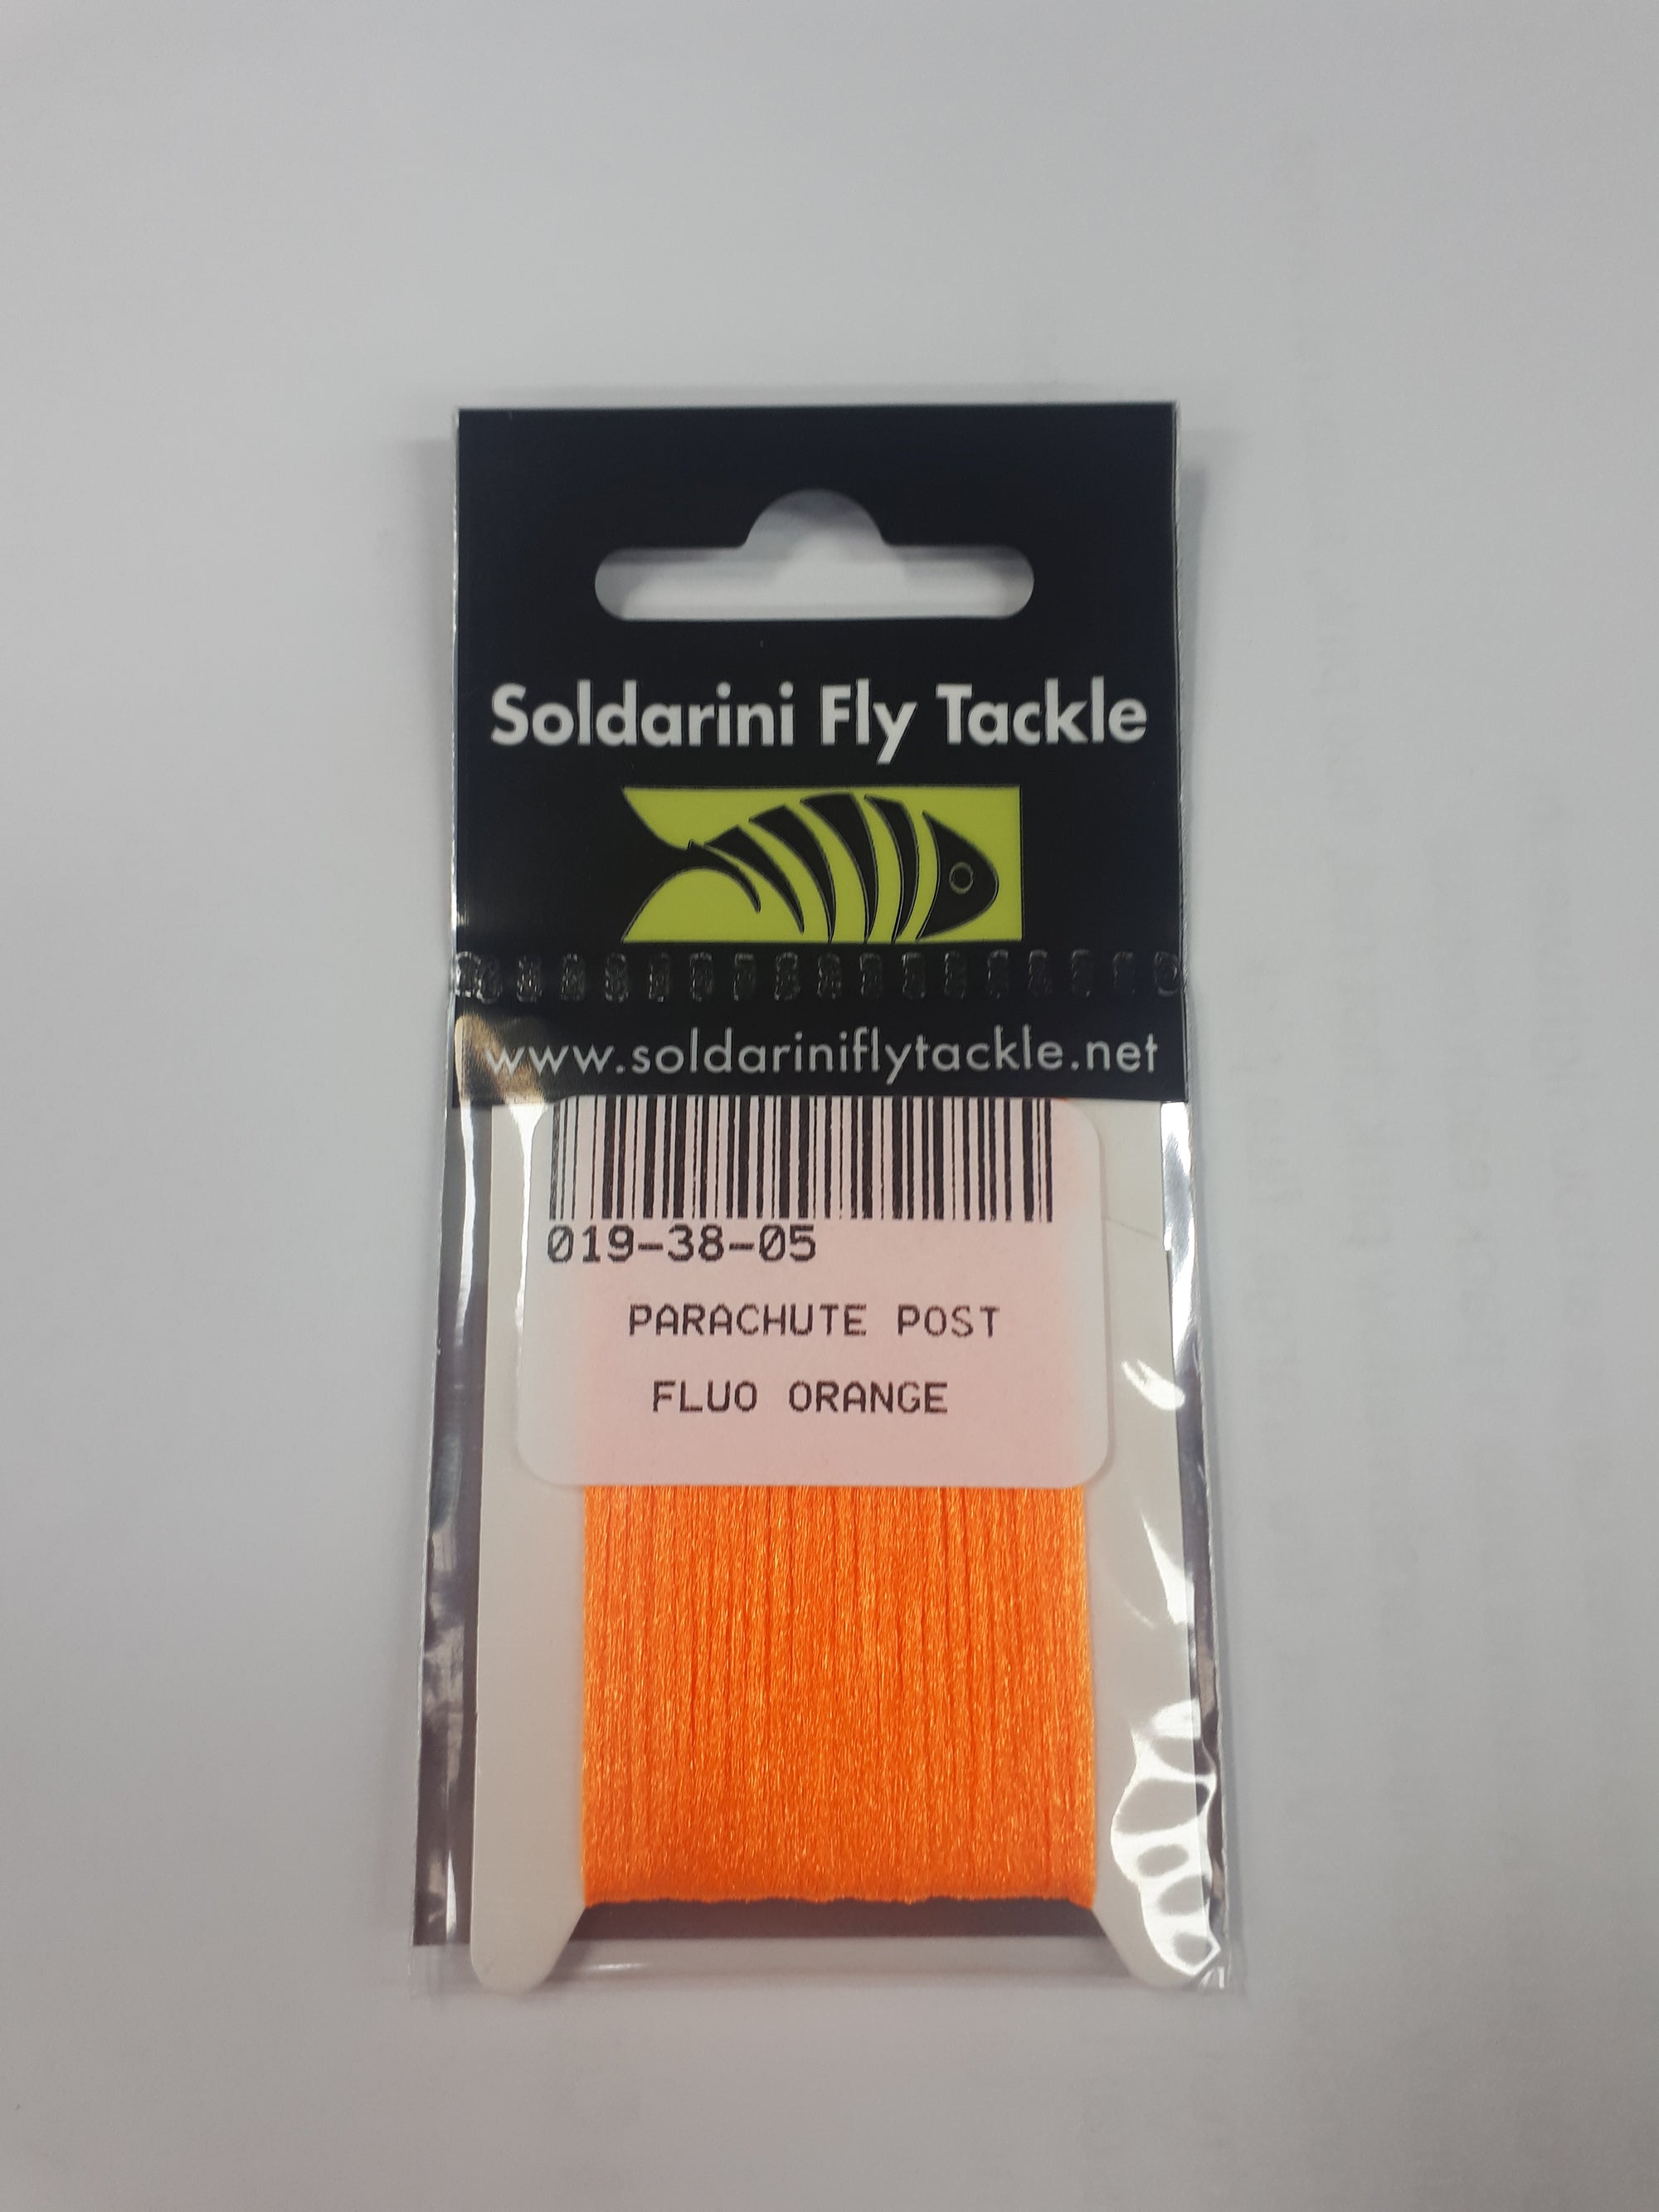 Soldarini Fly Tackle
www.soldariniflytackle.net
019-38-05
PARACHUTE POST
FLUO ORANGE